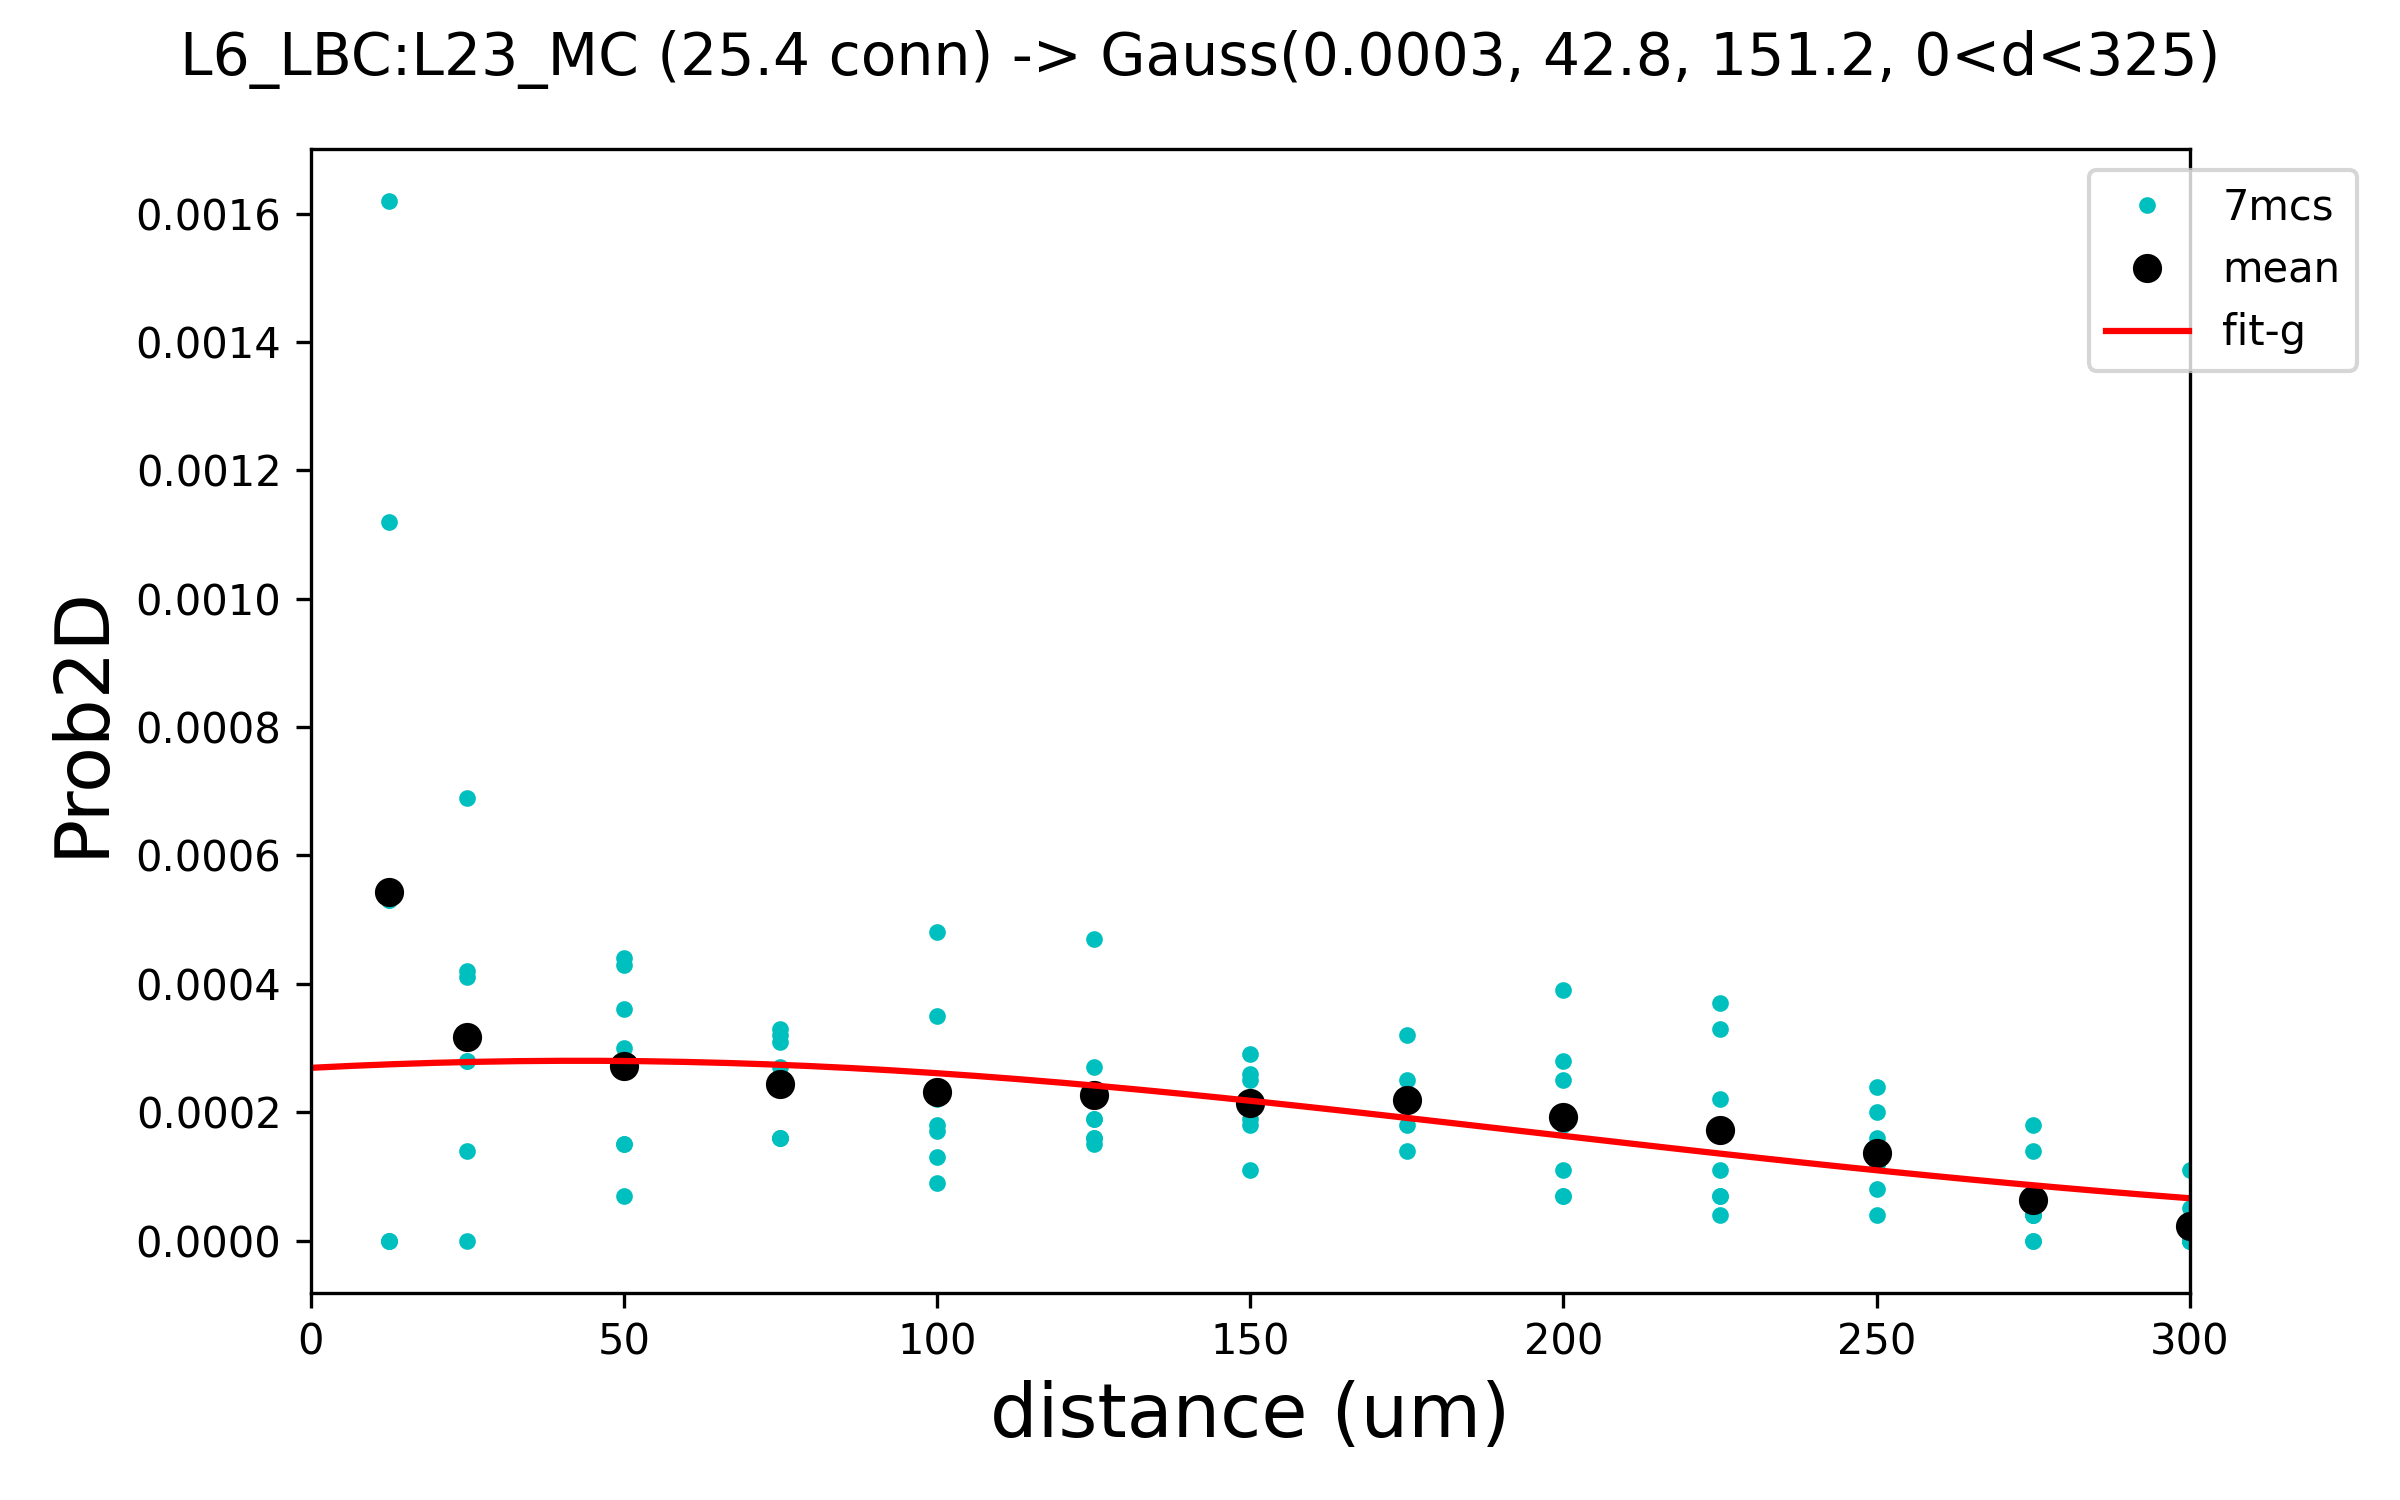 L6_LBC:L23_MC (25.4 conn) -> Gauss(0.0003, 42.8, 151.2, 0<d<325)
7mcs
mean
fit-g
Prob2D
0.0016
0.0014
0.0012
0.0010
0.0008
0.0006
0.0004
0.0002
0.0000
0 50 100 150 200 250 300
distance (um)